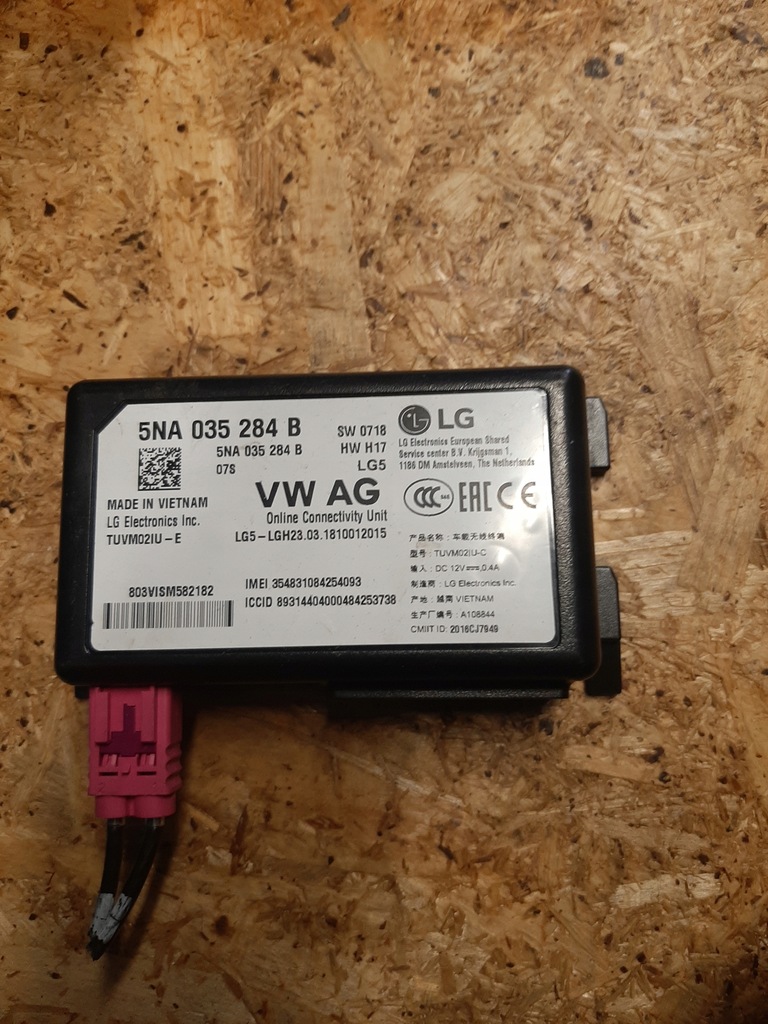 5NA 035 284 B
5NA 035 284 B
07S
SW 0718
HW H17
LG5
LG
LG Electronics European Shared
Service center B.V. Krijgsman 1,
1186 DM Amstelveen, The Netherlands
VW AG
Online Connectivity Unit
LG5-LGH23.03.1810012015
MADE IN VIETNAM
LG Electronics Inc.
TUVM02IU-E
CCC EAC CE
产品名称: 车载无线终端
型号: TUVM02IU-C
输入: DC 12V⎓, 0.4A
制造商: LG Electronics Inc.
产地: 越南 VIETNAM
生产厂编号: A108844
CMIIT ID: 2016CJ7949
803VISM582182
IMEI 354831084254093
ICCID 89314404000484253738